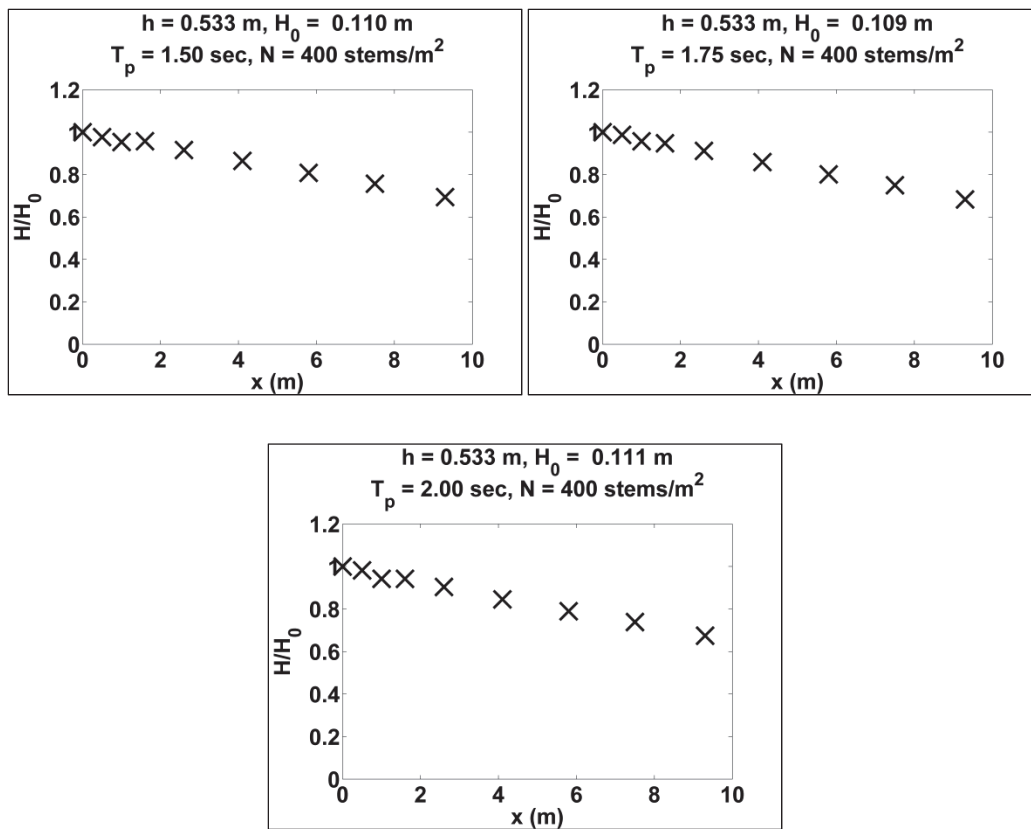 h = 0.533 m, H0 = 0.110 m
Tp = 1.50 sec, N = 400 stems/m2
1.2
1
0.8
0.6
0.4
0.2
0
H/H0
0 2 4 6 8 10
x (m)
h = 0.533 m, H0 = 0.109 m
Tp = 1.75 sec, N = 400 stems/m2
1.2
1
0.8
0.6
0.4
0.2
0
H/H0
0 2 4 6 8 10
x (m)
h = 0.533 m, H0 = 0.111 m
Tp = 2.00 sec, N = 400 stems/m2
1.2
1
0.8
0.6
0.4
0.2
0
H/H0
0 2 4 6 8 10
x (m)